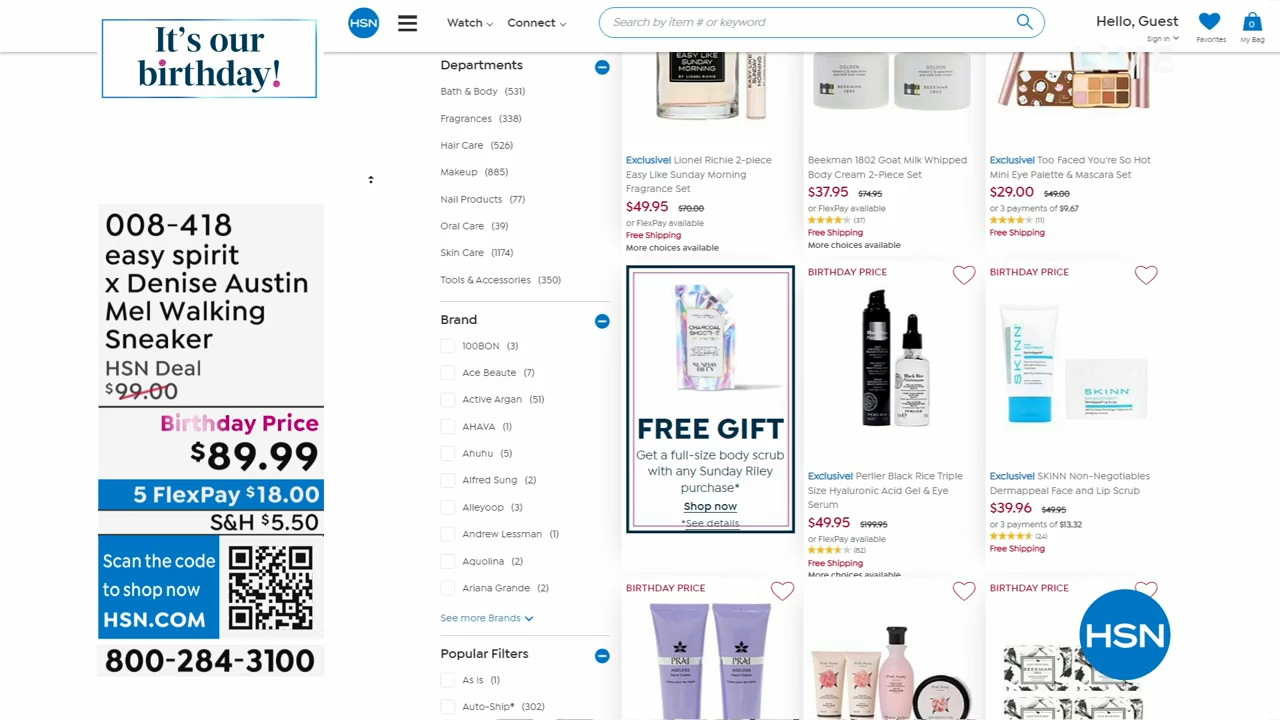 It's our
birthday!
008-418
easy spirit
x Denise Austin
Mel Walking
Sneaker
HSN Deal
$99.00
Birthday Price
$89.99
5 FlexPay $18.00
S&H $5.50
Scan the code
to shop now
HSN.COM
800-284-3100
HSN
Watch
Connect
Search by item # or keyword
Hello, Guest
Sign In
Favorites
0
My Bag
Departments
Bath & Body (531)
Fragrances (338)
Hair Care (526)
Makeup (885)
Nail Products (77)
Oral Care (39)
Skin Care (1174)
Tools & Accessories (350)
Brand
100BON (3)
Ace Beaute (7)
Active Argan (51)
AHAVA (1)
Ahuhu (5)
Alfred Sung (2)
Alleyoop (3)
Andrew Lessman (1)
Aquolina (2)
Ariana Grande (2)
See more Brands
Popular Filters
As Is (1)
Auto-Ship* (302)
EASY LIKE
SUNDAY
MORNING
BY LIONEL RICHIE
Exclusive! Lionel Richie 2-piece
Easy Like Sunday Morning
Fragrance Set
$49.95 $70.00
or FlexPay available
Free Shipping
More choices available
Beekman 1802 Goat Milk Whipped
Body Cream 2-Piece Set
$37.95 $74.95
or FlexPay available
(37)
Free Shipping
More choices available
Exclusive! Too Faced You're So Hot
Mini Eye Palette & Mascara Set
$29.00 $49.00
or 3 payments of $9.67
(11)
Free Shipping
CHARCOAL
SMOOTHIE
SUNDAY
RILEY
FREE GIFT
Get a full-size body scrub
with any Sunday Riley
purchase*
Shop now
*See details
BIRTHDAY PRICE
Exclusive! Perlier Black Rice Triple
Size Hyaluronic Acid Gel & Eye
Serum
$49.95 $199.95
or FlexPay available
(82)
Free Shipping
More choices available
BIRTHDAY PRICE
SKINN
SKINN
Exclusive! SKINN Non-Negotiables
Dermappeal Face and Lip Scrub
$39.96 $49.95
or 3 payments of $13.32
(24)
Free Shipping
BIRTHDAY PRICE
PRAI
AGELESS
PRAI
AGELESS
BIRTHDAY PRICE
HSN